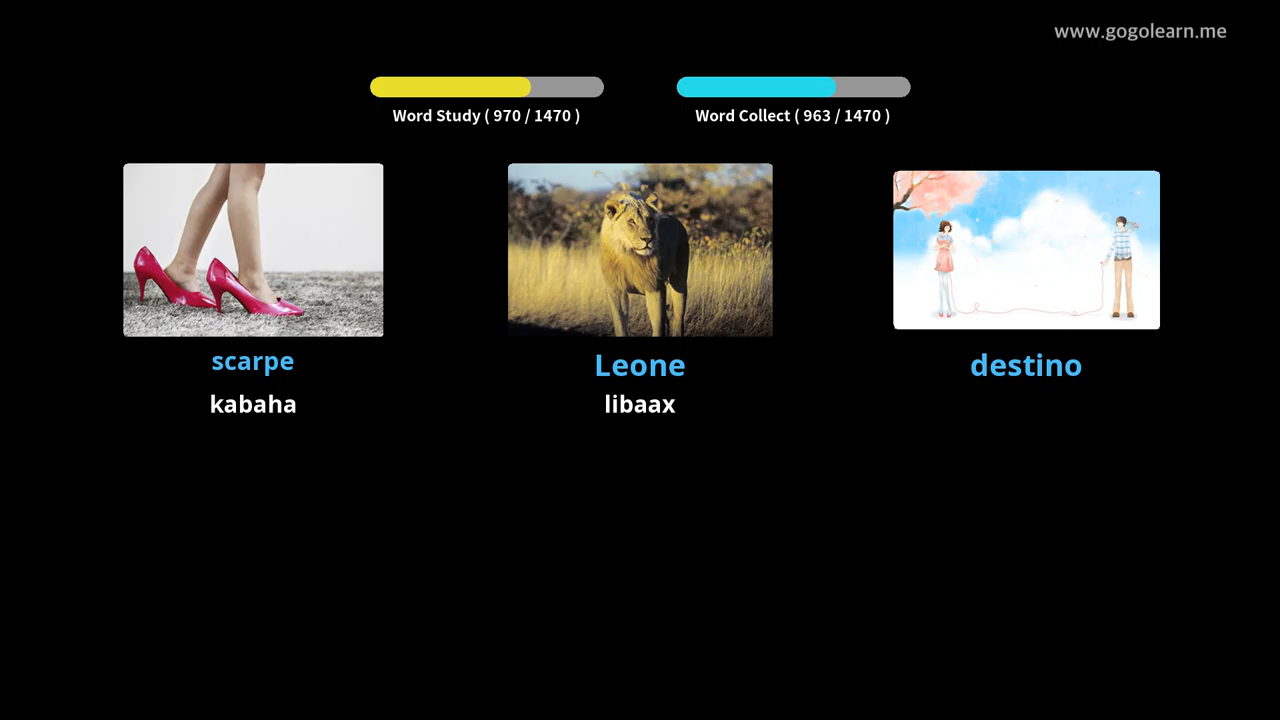 www.gogolearn.me
Word Study ( 970 / 1470 )
Word Collect ( 963 / 1470 )
scarpe
Leone
destino
kabaha
libaax